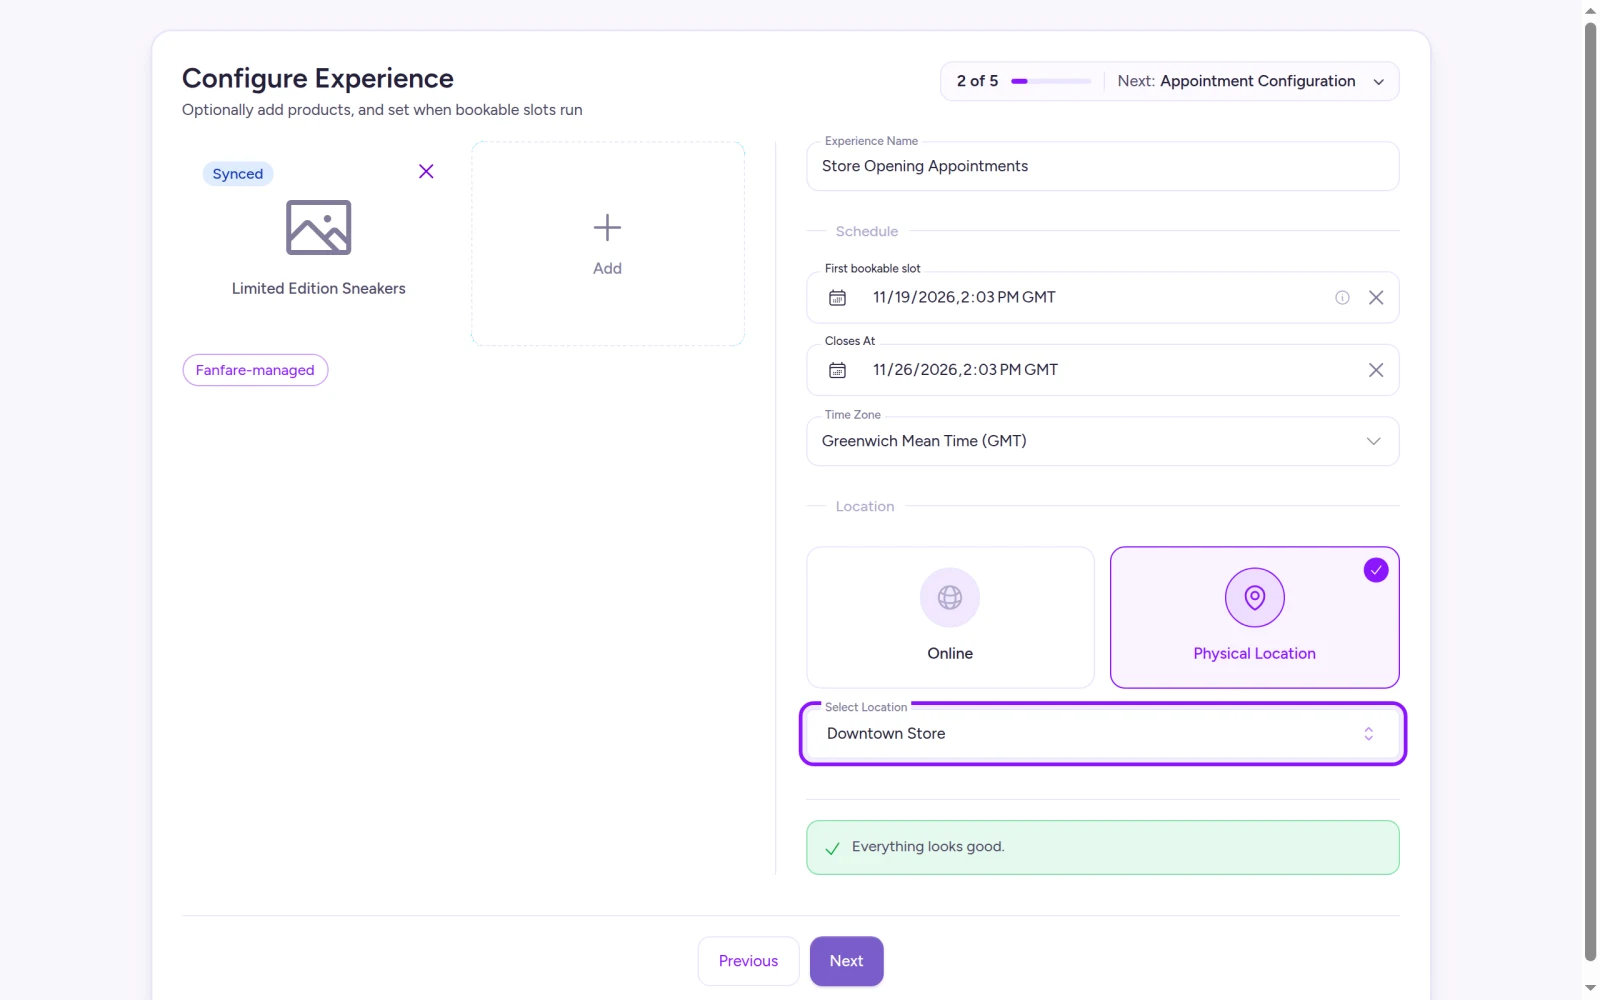 Configure Experience
Optionally add products, and set when bookable slots run
2 of 5
Next: Appointment Configuration
Synced
Limited Edition Sneakers
Add
Fanfare-managed
Experience Name
Store Opening Appointments
Schedule
First bookable slot
11/19/2026, 2:03 PM GMT
Closes At
11/26/2026, 2:03 PM GMT
Time Zone
Greenwich Mean Time (GMT)
Location
Online
Physical Location
Select Location
Downtown Store
Everything looks good.
Previous
Next